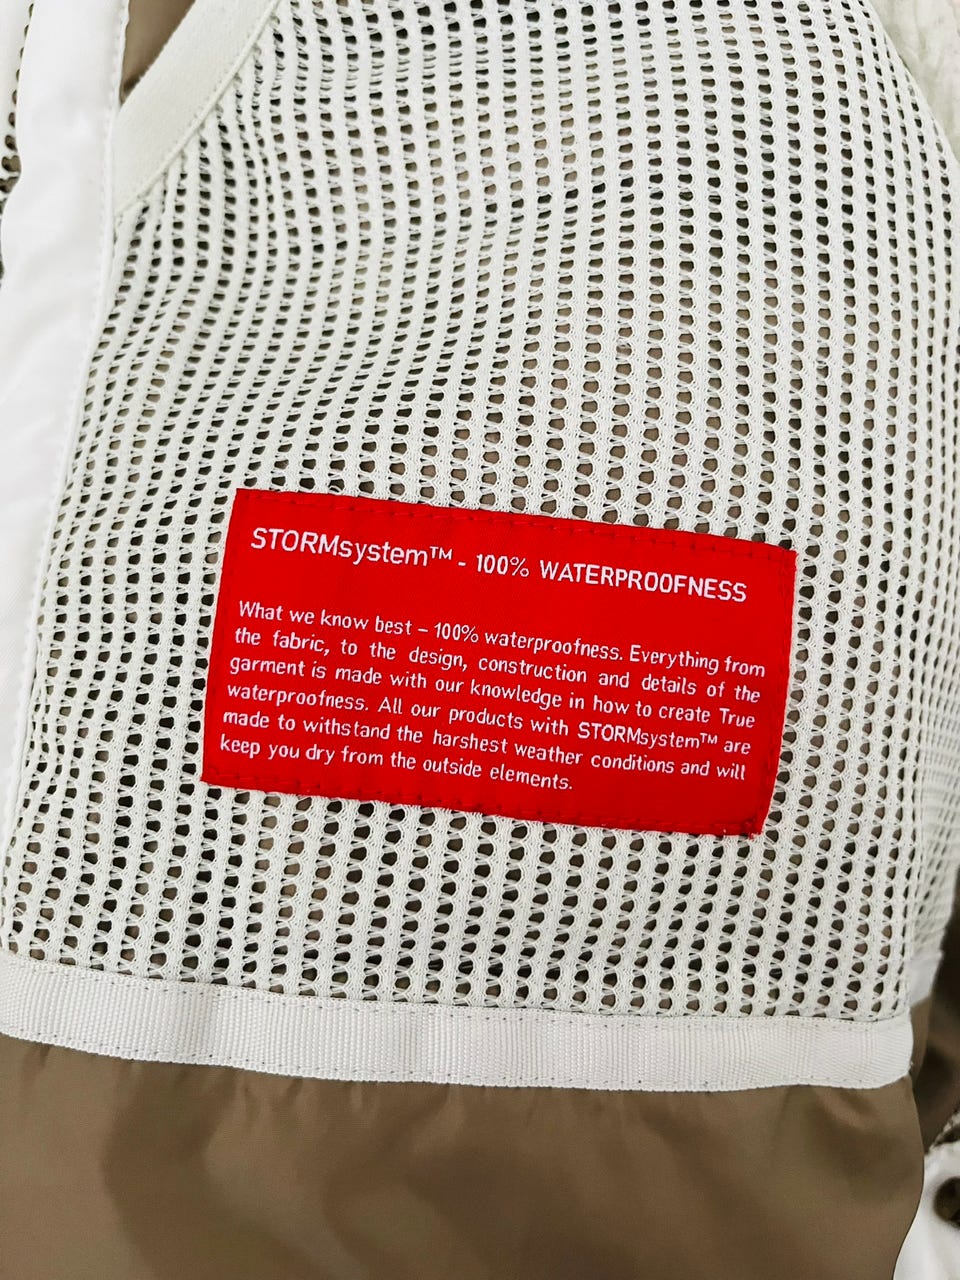 STORMsystem™ - 100% WATERPROOFNESS
What we know best – 100% waterproofness. Everything from
the fabric, to the design, construction and details of the
garment is made with our knowledge in how to create True
waterproofness. All our products with STORMsystem™ are
made to withstand the harshest weather conditions and will
keep you dry from the outside elements.